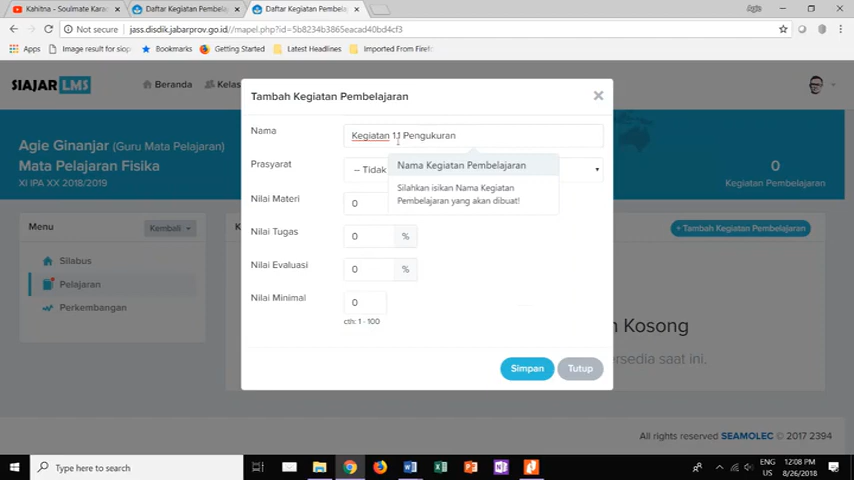 Kahitna - Soulmate Karac
Daftar Kegiatan Pembelaj
Daftar Kegiatan Pembelaj
Agie
Not secure
jass.disdik.jabarprov.go.id//mapel.php?id=5b8234b3865eacad40bd4cf3
Apps
Image result for siop
Bookmarks
Getting Started
Latest Headlines
Imported From Firef
SIAJAR LMS
Beranda
Kelas
Agie Ginanjar (Guru Mata Pelajaran)
Mata Pelajaran Fisika
XI IPA XX 2018/2019
0
Kegiatan Pembelajaran
Menu
Kembali
Silabus
Pelajaran
Perkembangan
K
+ Tambah Kegiatan Pembelajaran
n Kosong
ersedia saat ini.
Tambah Kegiatan Pembelajaran
Nama
Kegiatan 1.1 Pengukuran
Prasyarat
-- Tidak
Nama Kegiatan Pembelajaran
Silahkan isikan Nama Kegiatan
Pembelajaran yang akan dibuat!
Nilai Materi
0
Nilai Tugas
0
%
Nilai Evaluasi
0
%
Nilai Minimal
0
cth: 1 - 100
Simpan
Tutup
All rights reserved SEAMOLEC © 2017 2394
Type here to search
ENG
US
12:08 PM
8/26/2018